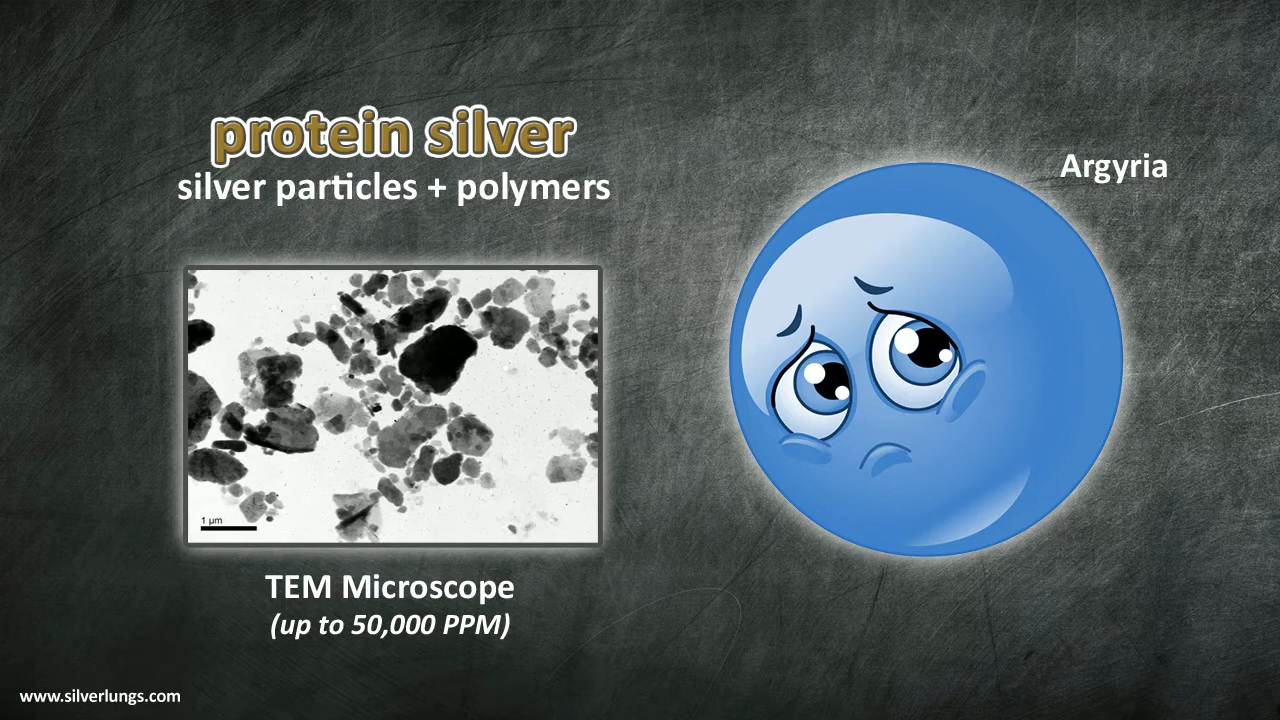 protein silver
silver particles + polymers
Argyria
1 µm
TEM Microscope
(up to 50,000 PPM)
www.silverlungs.com